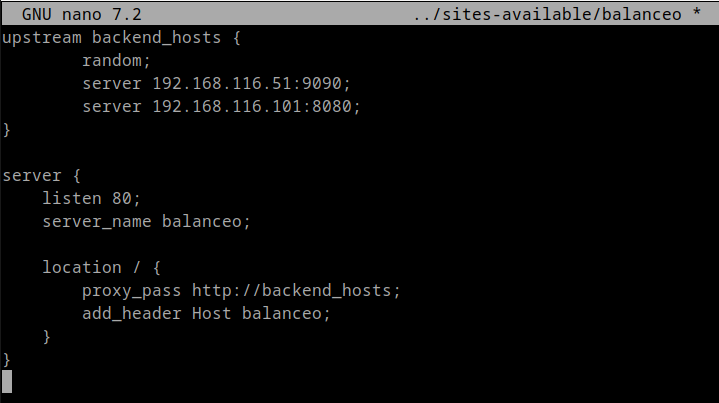 GNU nano 7.2 ../sites-available/balanceo *
upstream backend_hosts {
random;
server 192.168.116.51:9090;
server 192.168.116.101:8080;
}
server {
listen 80;
server_name balanceo;
location / {
proxy_pass http://backend_hosts;
add_header Host balanceo;
}
}